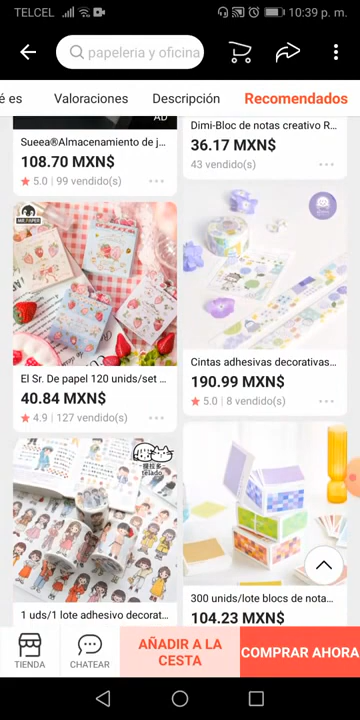 TELCEL
10:39 p. m.
papeleria y oficina
é es
Valoraciones
Descripción
Recomendados
AD
Sueea®Almacenamiento de j...
108.70 MXN$
5.0 | 99 vendido(s)
Dimi-Bloc de notas creativo R...
36.17 MXN$
43 vendido(s)
MR.PAPER
El Sr. De papel 120 unids/set ...
40.84 MXN$
4.9 | 127 vendido(s)
Cintas adhesivas decorativas...
190.99 MXN$
5.0 | 8 vendido(s)
telado
1 uds/1 lote adhesivo decorat...
300 unids/lote blocs de nota...
104.23 MXN$
TIENDA
CHATEAR
AÑADIR A LA
CESTA
COMPRAR AHORA